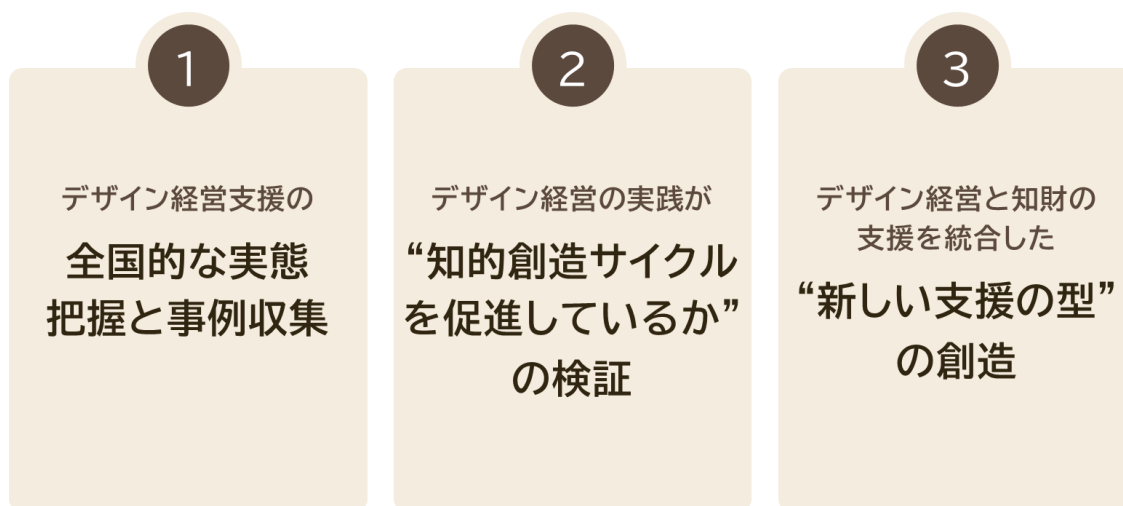 1
デザイン経営支援の
全国的な実態
把握と事例収集
2
デザイン経営の実践が
“知的創造サイクル
を促進しているか”
の検証
3
デザイン経営と知財の
支援を統合した
“新しい支援の型”
の創造